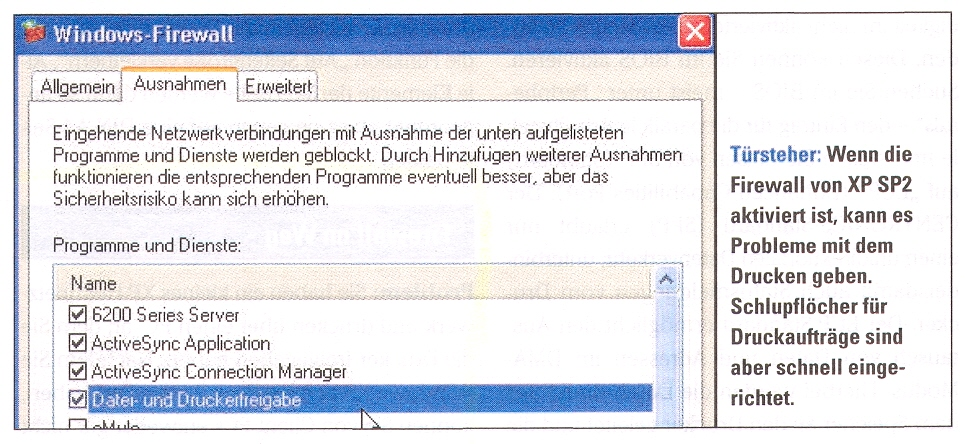 Windows-Firewall
Allgemein Ausnahmen Erweitert
Eingehende Netzwerkverbindungen mit Ausnahme der unten aufgelisteten
Programme und Dienste werden geblockt. Durch Hinzufügen weiterer Ausnahmen
funktionieren die entsprechenden Programme eventuell besser, aber das
Sicherheitsrisiko kann sich erhöhen.
Programme und Dienste:
Name
6200 Series Server
ActiveSync Application
ActiveSync Connection Manager
Datei- und Druckerfreigabe
eMule
Türsteher: Wenn die
Firewall von XP SP2
aktiviert ist, kann es
Probleme mit dem
Drucken geben.
Schlupflöcher für
Druckaufträge sind
aber schnell einge-
richtet.